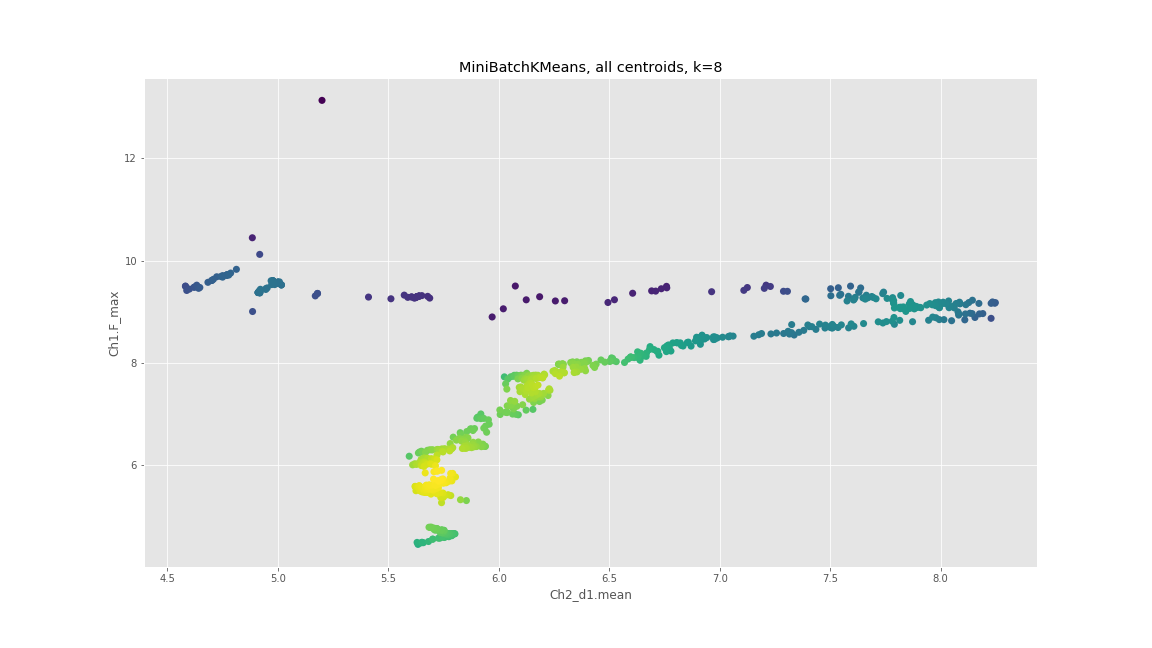 MiniBatchKMeans, all centroids, k=8
12
10
8
6
Ch1.F_max
4.5 5.0 5.5 6.0 6.5 7.0 7.5 8.0
Ch2_d1.mean